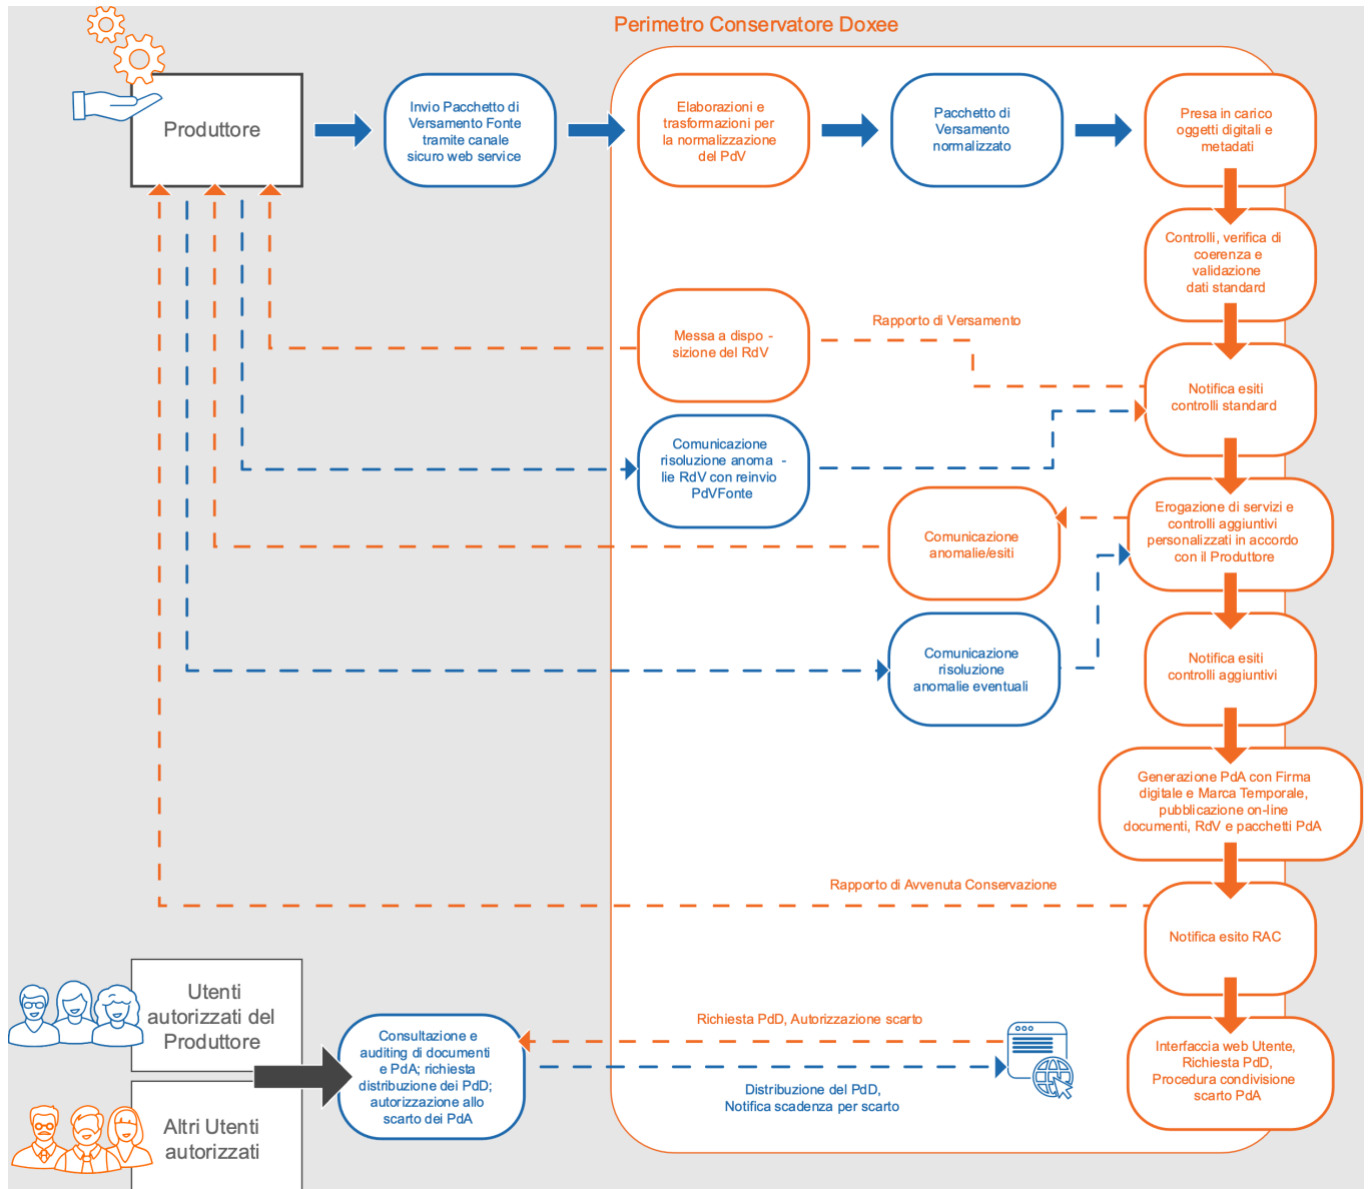 Perimetro Conservatore Doxee
Produttore
Invio Pacchetto di
Versamento Fonte
tramite canale
sicuro web service
Elaborazioni e
trasformazioni per
la normalizzazione
del PdV
Pacchetto di
Versamento
normalizzato
Presa in carico
oggetti digitali e
metadati
Controlli, verifica di
coerenza e
validazione
dati standard
Messa a dispo -
sizione del RdV
Rapporto di Versamento
Notifica esiti
controlli standard
Comunicazione
risoluzione anoma -
lie RdV con reinvio
PdVFonte
Erogazione di servizi e
controlli aggiuntivi
personalizzati in accordo
con il Produttore
Comunicazione
anomalie/esiti
Comunicazione
risoluzione
anomalie eventuali
Notifica esiti
controlli aggiuntivi
Generazione PdA con Firma
digitale e Marca Temporale,
pubblicazione on-line
documenti, RdV e pacchetti PdA
Rapporto di Avvenuta Conservazione
Notifica esito RAC
Utenti
autorizzati del
Produttore
Altri Utenti
autorizzati
Consultazione e
auditing di documenti
e PdA; richiesta
distribuzione dei PdD;
autorizzazione allo
scarto dei PdA
Richiesta PdD, Autorizzazione scarto
Distribuzione del PdD,
Notifica scadenza per scarto
Interfaccia web Utente,
Richiesta PdD,
Procedura condivisione
scarto PdA